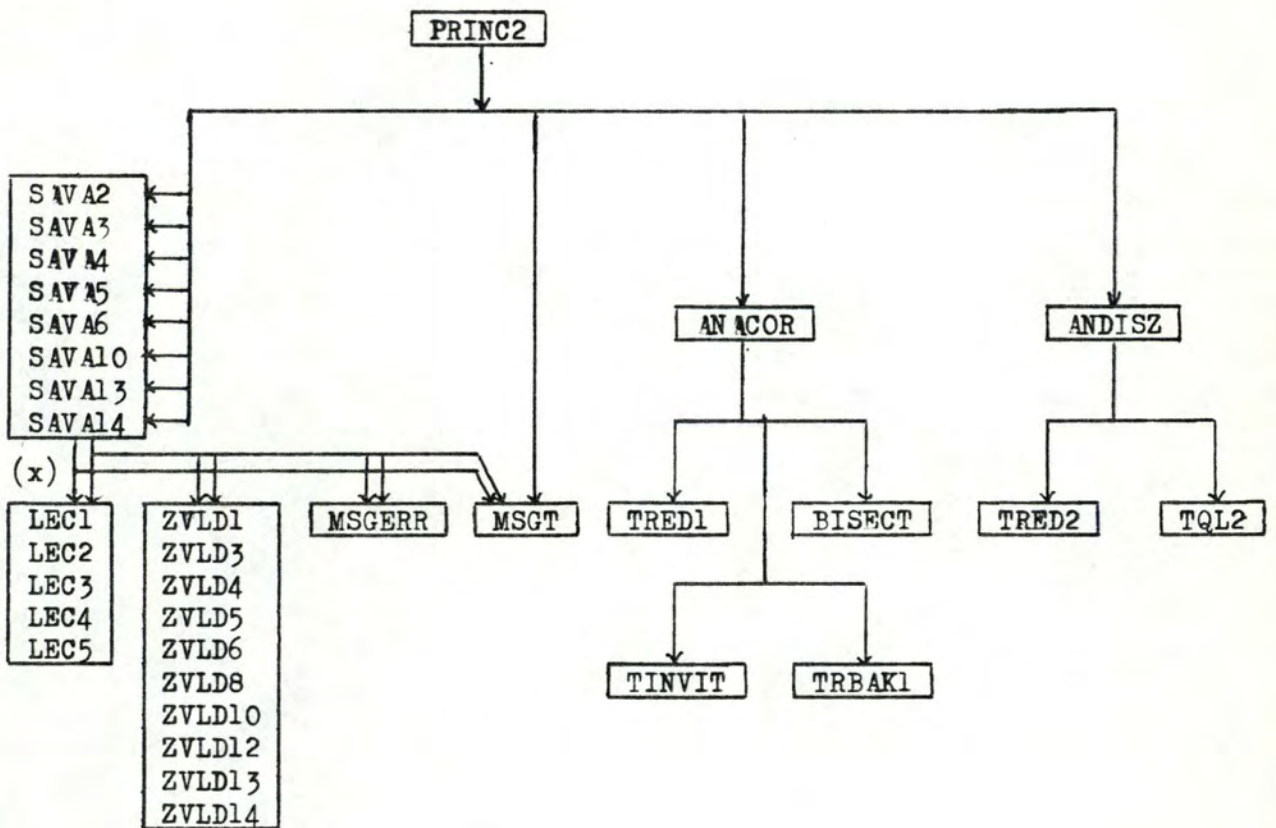 PRINC2
SAVA2
SAVA3
SAVA4
SAVA5
SAVA6
SAVA10
SAVA13
SAVA14
ANACOR
ANDISZ
(x)
LEC1
LEC2
LEC3
LEC4
LEC5
ZVLD1
ZVLD3
ZVLD4
ZVLD5
ZVLD6
ZVLD8
ZVLD10
ZVLD12
ZVLD13
ZVLD14
MSGERR
MSGT
TRED1
BISECT
TRED2
TQL2
TINVIT
TRBAK1